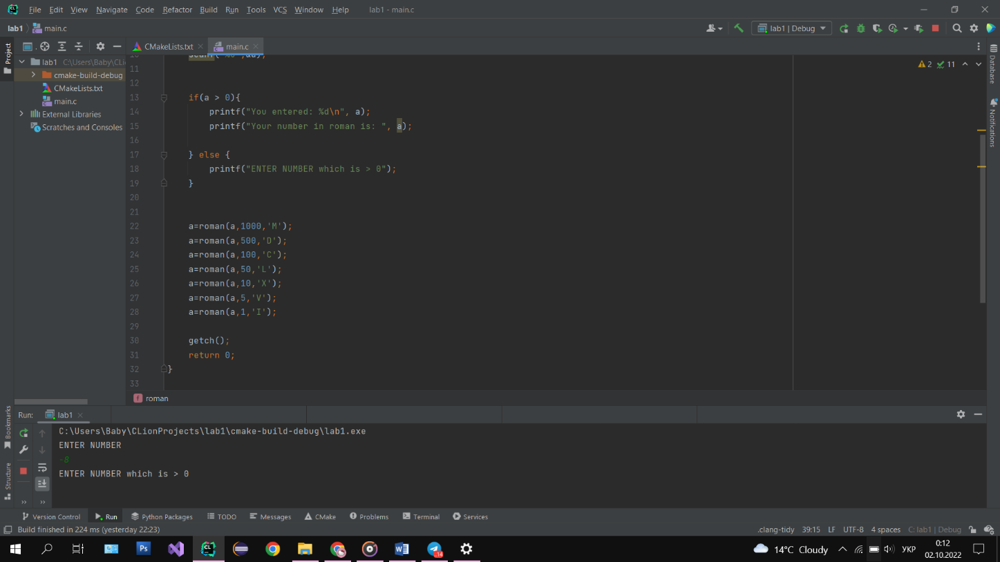 File Edit View Navigate Code Refactor Build Run Tools VCS Window Help lab1 - main.c
lab1 main.c lab1 | Debug
Project CMakeLists.txt main.c
lab1 C:\Users\Baby\CLio
cmake-build-debug
CMakeLists.txt
main.c
External Libraries
Scratches and Consoles
2 11
Database
Notifications
11
12
13 if(a > 0){
14 printf("You entered: %d\n", a);
15 printf("Your number in roman is: ", a);
16
17 } else {
18 printf("ENTER NUMBER which is > 0");
19 }
20
21
22 a=roman(a,1000,'M');
23 a=roman(a,500,'D');
24 a=roman(a,100,'C');
25 a=roman(a,50,'L');
26 a=roman(a,10,'X');
27 a=roman(a,5,'V');
28 a=roman(a,1,'I');
29
30 getch();
31 return 0;
32 }
33
f roman
Bookmarks
Structure
Run: lab1
C:\Users\Baby\CLionProjects\lab1\cmake-build-debug\lab1.exe
ENTER NUMBER
-8
ENTER NUMBER which is > 0
Version Control Run Python Packages TODO Messages CMake Problems Terminal Services
Build finished in 224 ms (yesterday 22:23) .clang-tidy 39:15 LF UTF-8 4 spaces C: lab1 | Debug
14°C Cloudy УКР 0:12
02.10.2022